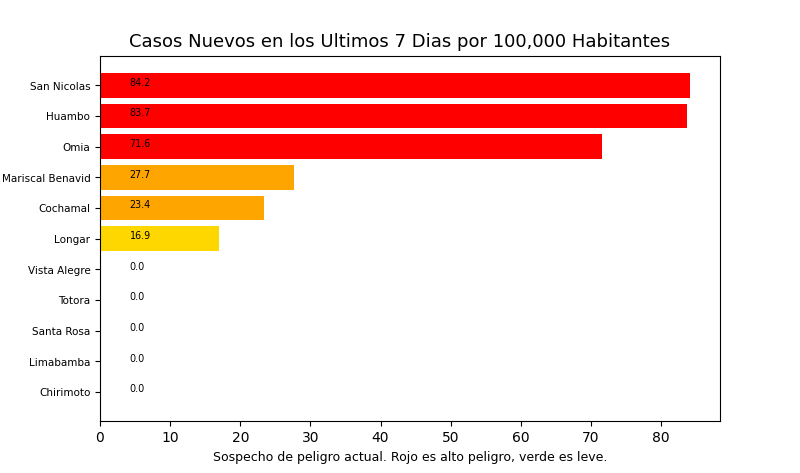 Casos Nuevos en los Ultimos 7 Dias por 100,000 Habitantes
San Nicolas 84.2
Huambo 83.7
Omia 71.6
Mariscal Benavid 27.7
Cochamal 23.4
Longar 16.9
Vista Alegre 0.0
Totora 0.0
Santa Rosa 0.0
Limabamba 0.0
Chirimoto 0.0
0 10 20 30 40 50 60 70 80
Sospecho de peligro actual. Rojo es alto peligro, verde es leve.